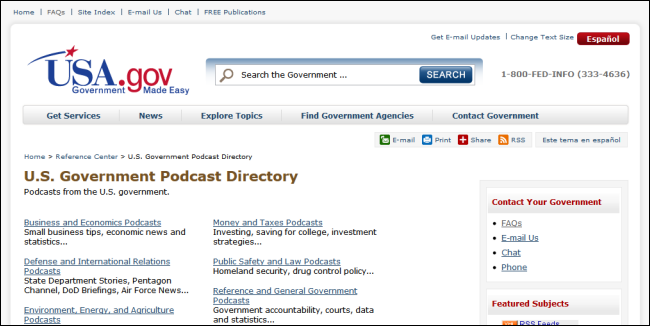 Home | FAQs | Site Index | E-mail Us | Chat | FREE Publications
Get E-mail Updates | Change Text Size Español
USA.gov
Government Made Easy
Search the Government ... SEARCH
1-800-FED-INFO (333-4636)
Get Services News Explore Topics Find Government Agencies Contact Government
E-mail Print Share RSS Este tema en español
Home > Reference Center > U.S. Government Podcast Directory
U.S. Government Podcast Directory
Podcasts from the U.S. government.
Business and Economics Podcasts
Small business tips, economic news and
statistics...
Defense and International Relations
Podcasts
State Department Stories, Pentagon
Channel, DoD Briefings, Air Force News...
Environment, Energy, and Agriculture
Podcasts
Money and Taxes Podcasts
Investing, saving for college, investment
strategies...
Public Safety and Law Podcasts
Homeland security, drug control policy...
Reference and General Government
Podcasts
Government accountability, courts, data
and statistics...
Contact Your Government
FAQs
E-mail Us
Chat
Phone
Featured Subjects
RSS Feeds